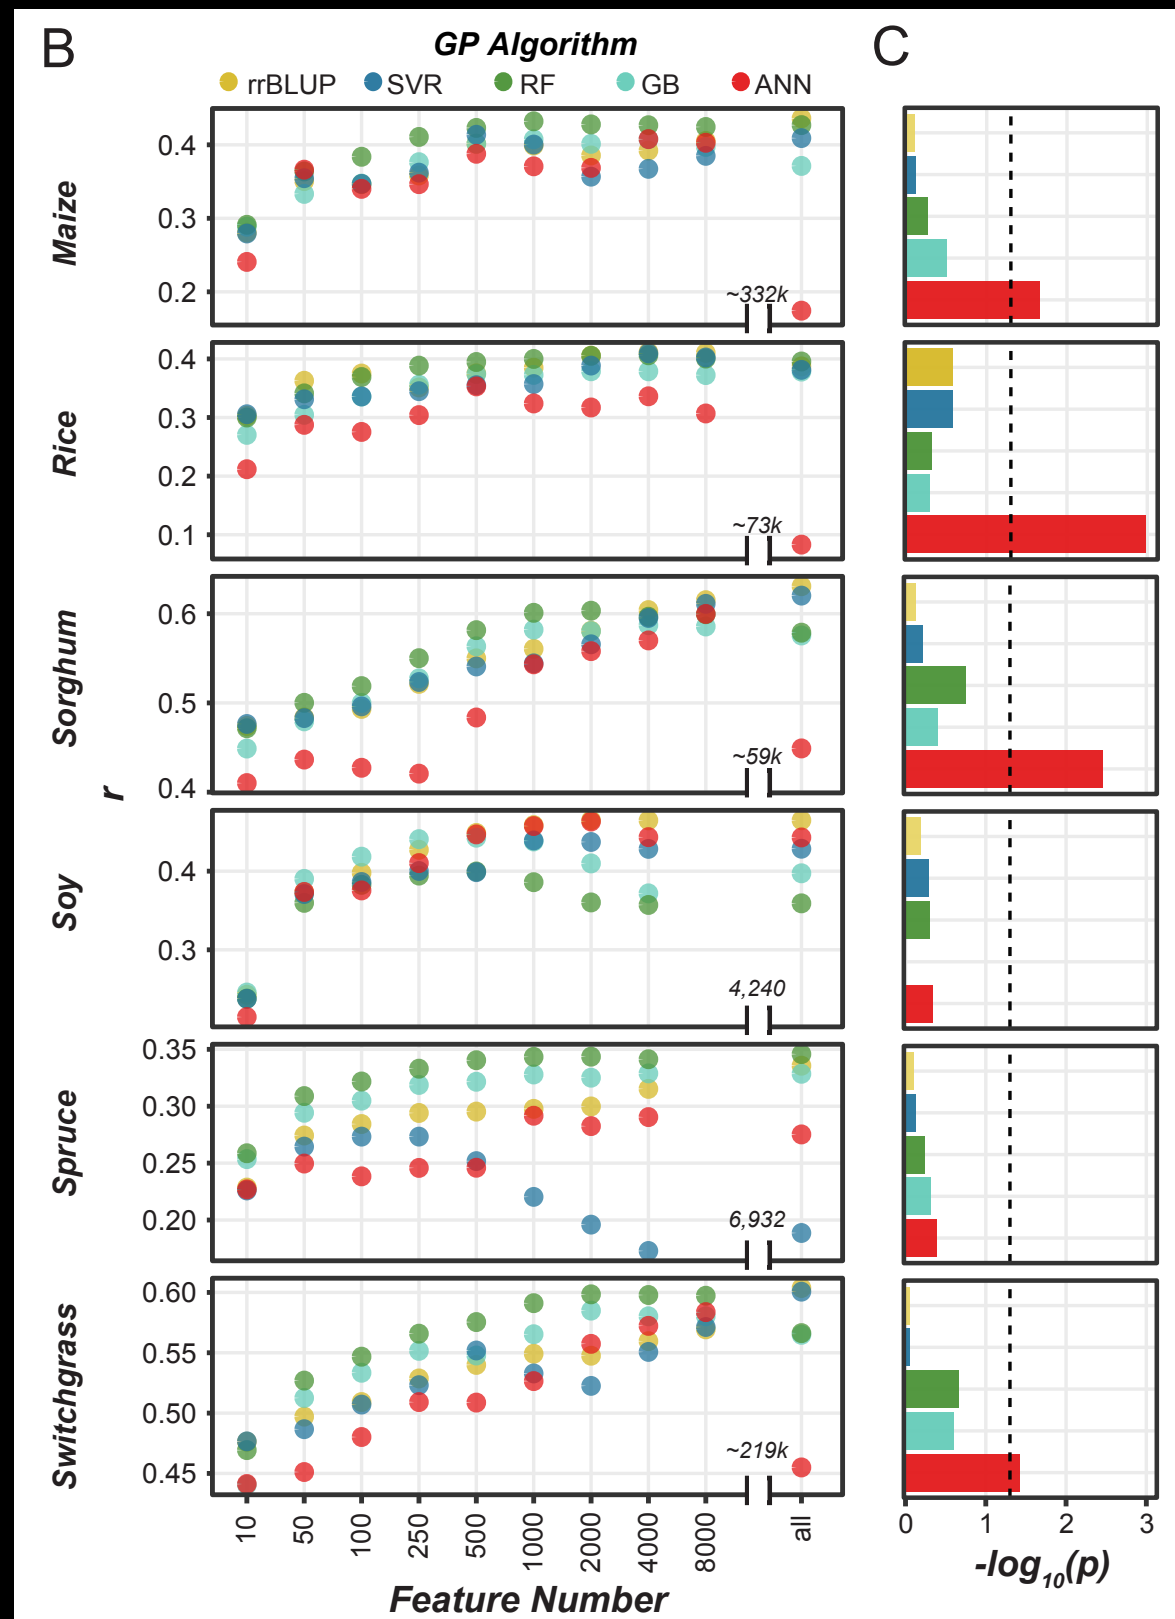 B
GP Algorithm
C
rrBLUP SVR RF GB ANN
Maize
0.4
0.3
0.2
~332k
Rice
0.4
0.3
0.2
0.1
~73k
Sorghum
0.6
0.5
0.4
~59k
r
Soy
0.4
0.3
4,240
Spruce
0.35
0.30
0.25
0.20
6,932
Switchgrass
0.60
0.55
0.50
0.45
~219k
10 50 100 250 500 1000 2000 4000 8000 all
Feature Number
0 1 2 3
-log10(p)